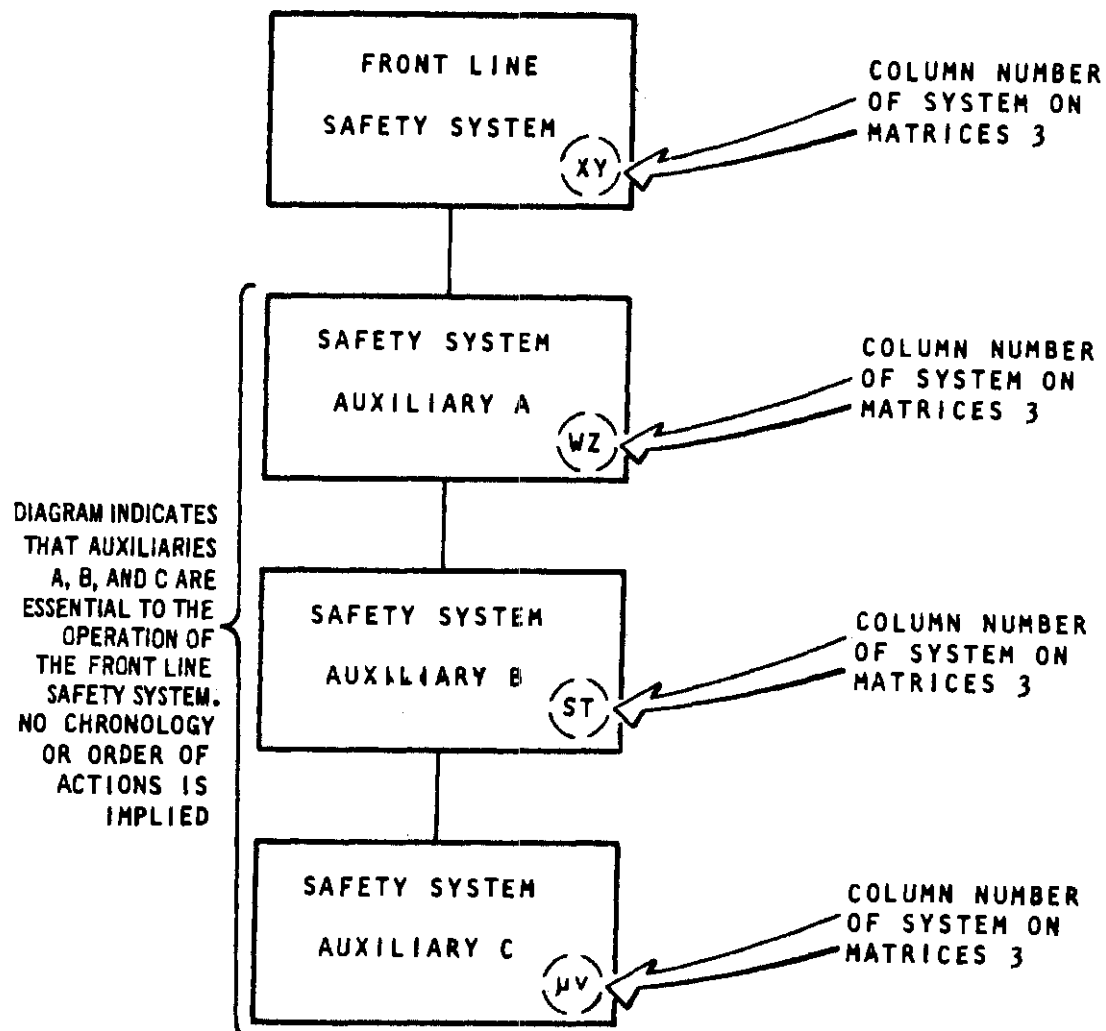 FRONT LINE
SAFETY SYSTEM
XY
COLUMN NUMBER
OF SYSTEM ON
MATRICES 3
SAFETY SYSTEM
AUXILIARY A
WZ
COLUMN NUMBER
OF SYSTEM ON
MATRICES 3
DIAGRAM INDICATES
THAT AUXILIARIES
A, B, AND C ARE
ESSENTIAL TO THE
OPERATION OF
THE FRONT LINE
SAFETY SYSTEM.
NO CHRONOLOGY
OR ORDER OF
ACTIONS IS
IMPLIED
SAFETY SYSTEM
AUXILIARY B
ST
COLUMN NUMBER
OF SYSTEM ON
MATRICES 3
SAFETY SYSTEM
AUXILIARY C
μv
COLUMN NUMBER
OF SYSTEM ON
MATRICES 3